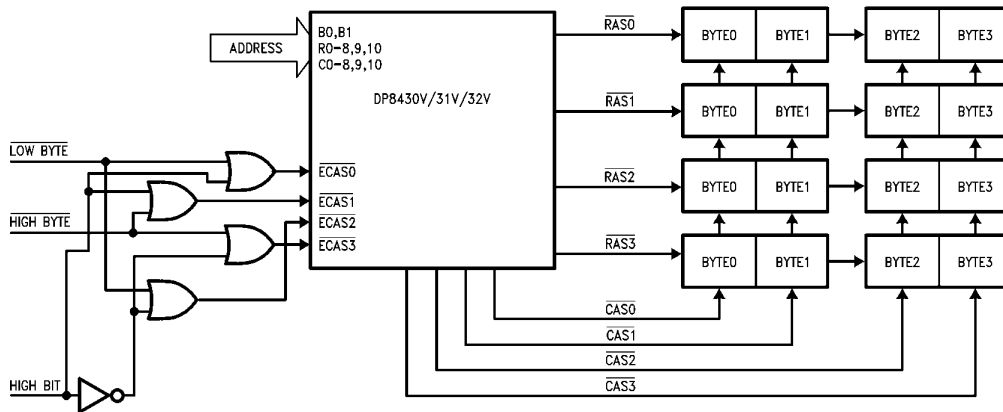 ADDRESS
B0,B1
R0-8,9,10
C0-8,9,10
DP8430V/31V/32V
RAS0
BYTE0 BYTE1 BYTE2 BYTE3
RAS1
BYTE0 BYTE1 BYTE2 BYTE3
LOW BYTE
ECAS0
RAS2
BYTE0 BYTE1 BYTE2 BYTE3
ECAS1
HIGH BYTE
ECAS2
ECAS3
RAS3
BYTE0 BYTE1 BYTE2 BYTE3
CAS0
CAS1
CAS2
HIGH BIT
CAS3